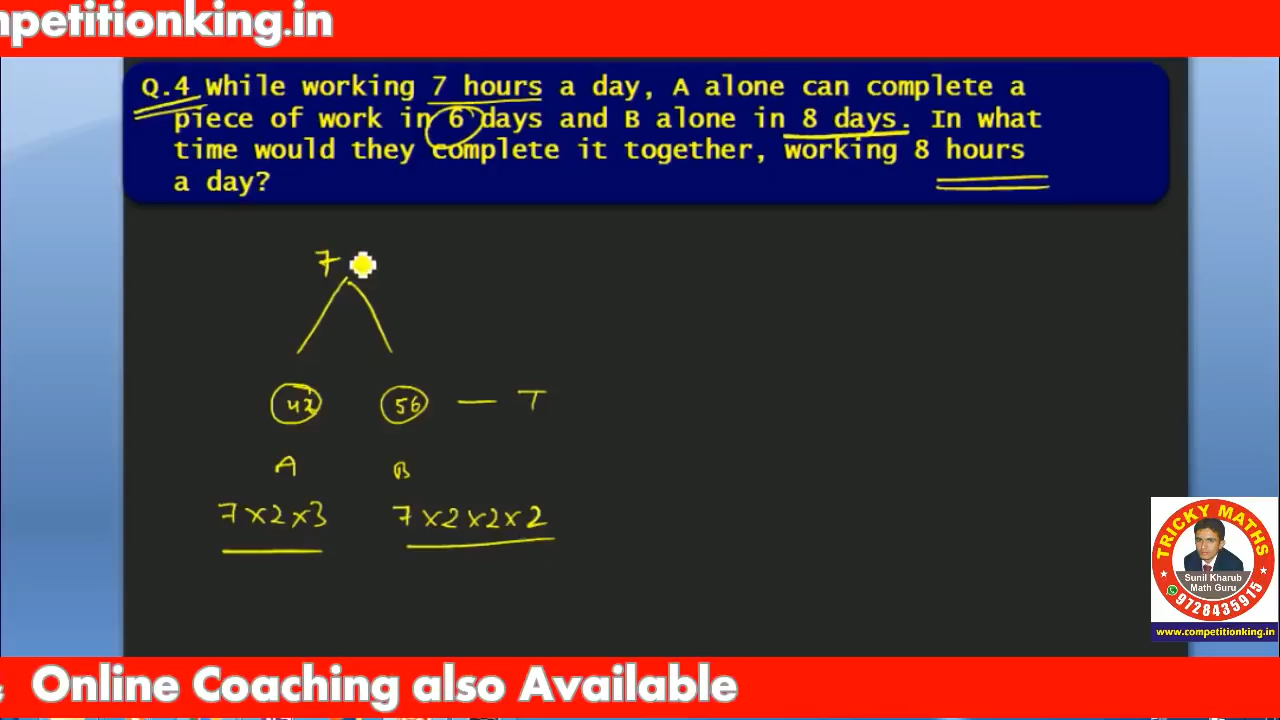 mpetitionking.in
Q.4 While working 7 hours a day, A alone can complete a
piece of work in 6 days and B alone in 8 days. In what
time would they complete it together, working 8 hours
a day?
7
42 56 — T
A B
7×2×3 7×2×2×2
TRICKY MATHS
Sunil Kharub
Math Guru
9728435915
www.competitionking.in
Online Coaching also Available